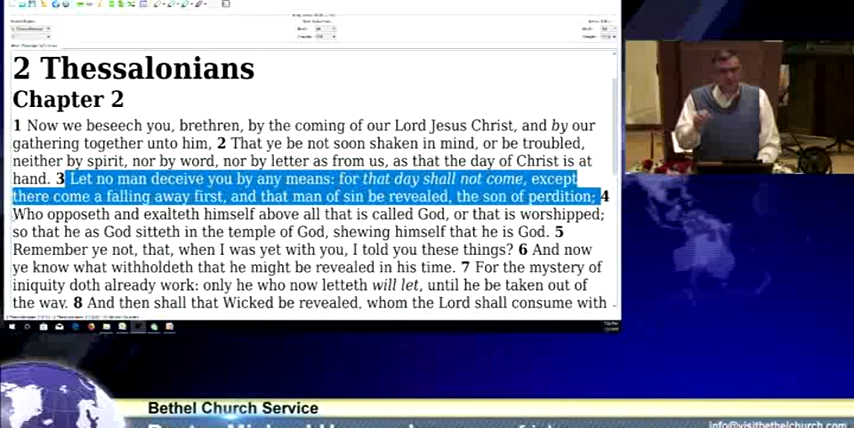 2 Thessalonians
Chapter 2
1 Now we beseech you, brethren, by the coming of our Lord Jesus Christ, and by our
gathering together unto him, 2 That ye be not soon shaken in mind, or be troubled,
neither by spirit, nor by word, nor by letter as from us, as that the day of Christ is at
hand. 3 Let no man deceive you by any means: for that day shall not come, except
there come a falling away first, and that man of sin be revealed, the son of perdition; 4
Who opposeth and exalteth himself above all that is called God, or that is worshipped;
so that he as God sitteth in the temple of God, shewing himself that he is God. 5
Remember ye not, that, when I was yet with you, I told you these things? 6 And now
ye know what withholdeth that he might be revealed in his time. 7 For the mystery of
iniquity doth already work: only he who now letteth will let, until he be taken out of
the way. 8 And then shall that Wicked be revealed, whom the Lord shall consume with
Bethel Church Service
info@visitbethelchurch.com